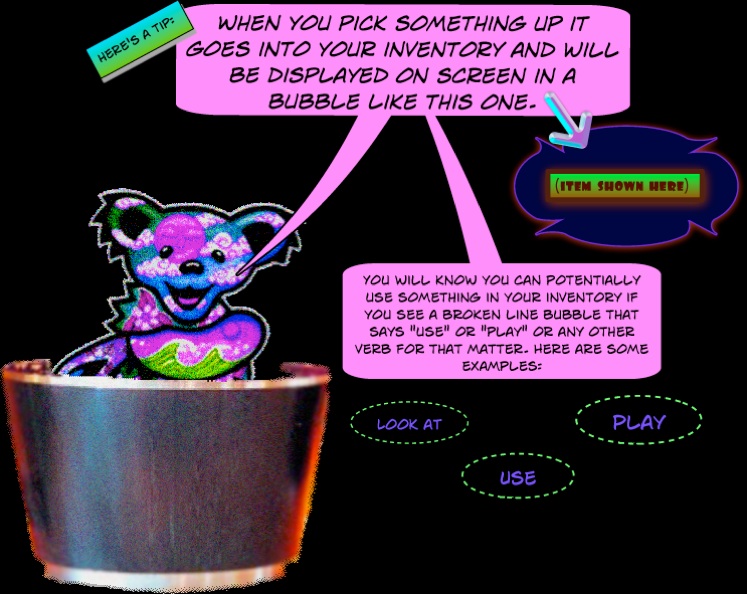 HERE'S A TIP:
WHEN YOU PICK SOMETHING UP IT
GOES INTO YOUR INVENTORY AND WILL
BE DISPLAYED ON SCREEN IN A
BUBBLE LIKE THIS ONE.
(ITEM SHOWN HERE)
YOU WILL KNOW YOU CAN POTENTIALLY
USE SOMETHING IN YOUR INVENTORY IF
YOU SEE A BROKEN LINE BUBBLE THAT
SAYS "USE" OR "PLAY" OR ANY OTHER
VERB FOR THAT MATTER. HERE ARE SOME
EXAMPLES:
LOOK AT
PLAY
USE